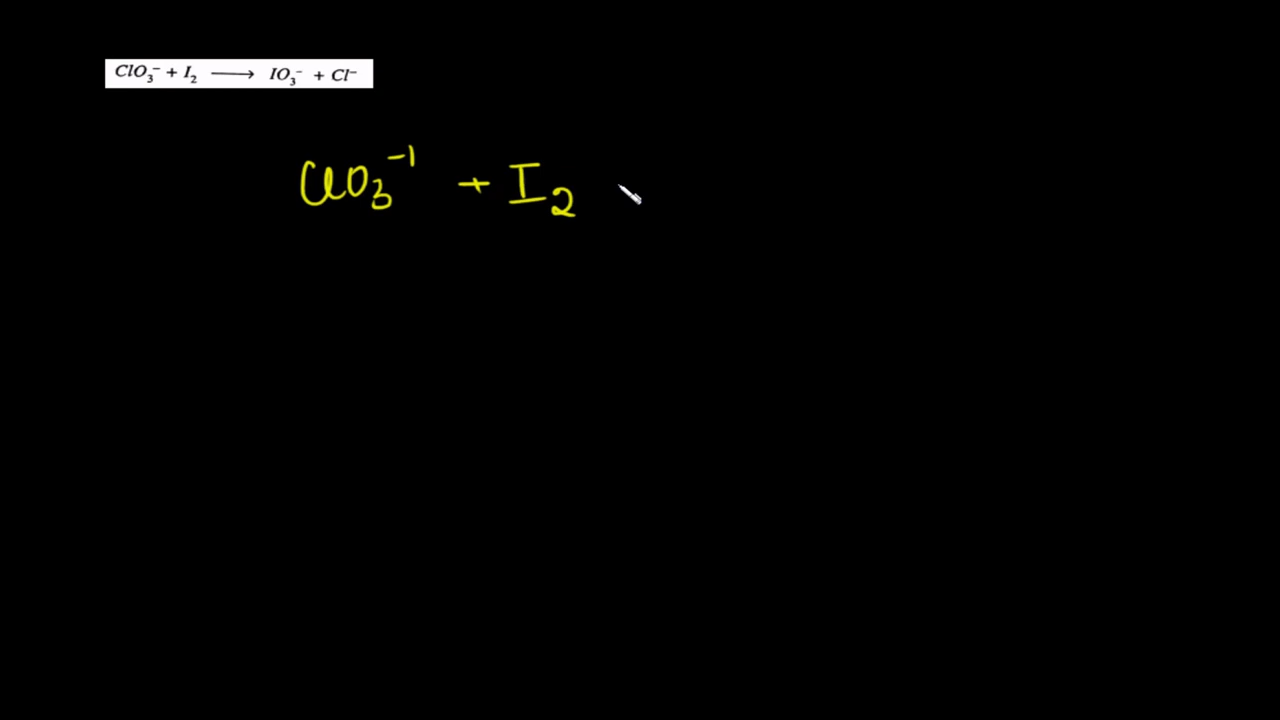 ClO₃⁻ + I₂ ⟶ IO₃⁻ + Cl⁻
ClO₃⁻¹ + I₂